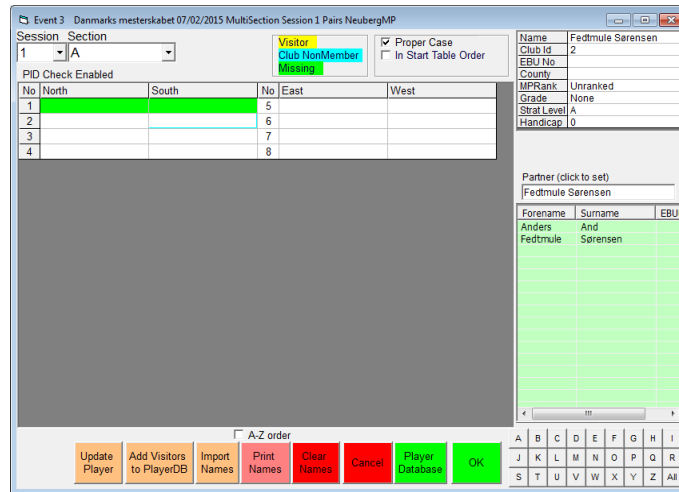 Event 3 Danmarks mesterskabet 07/02/2015 MultiSection Session 1 Pairs NeubergMP
Session Section
1 A
PID Check Enabled
Visitor
Club NonMember
Missing
Proper Case
In Start Table Order
No North South No East West
1 5
2 6
3 7
4 8
Name Fedtmule Sørensen
Club Id 2
EBU No
County
MPRank Unranked
Grade None
Strat Level A
Handicap 0
Partner (click to set)
Fedtmule Sørensen
Forename Surname EBU
Anders And
Fedtmule Sørensen
A-Z order
Update Player
Add Visitors to PlayerDB
Import Names
Print Names
Clear Names
Cancel
Player Database
OK
A B C D E F G H I
J K L M N O P Q R
S T U V W X Y Z All